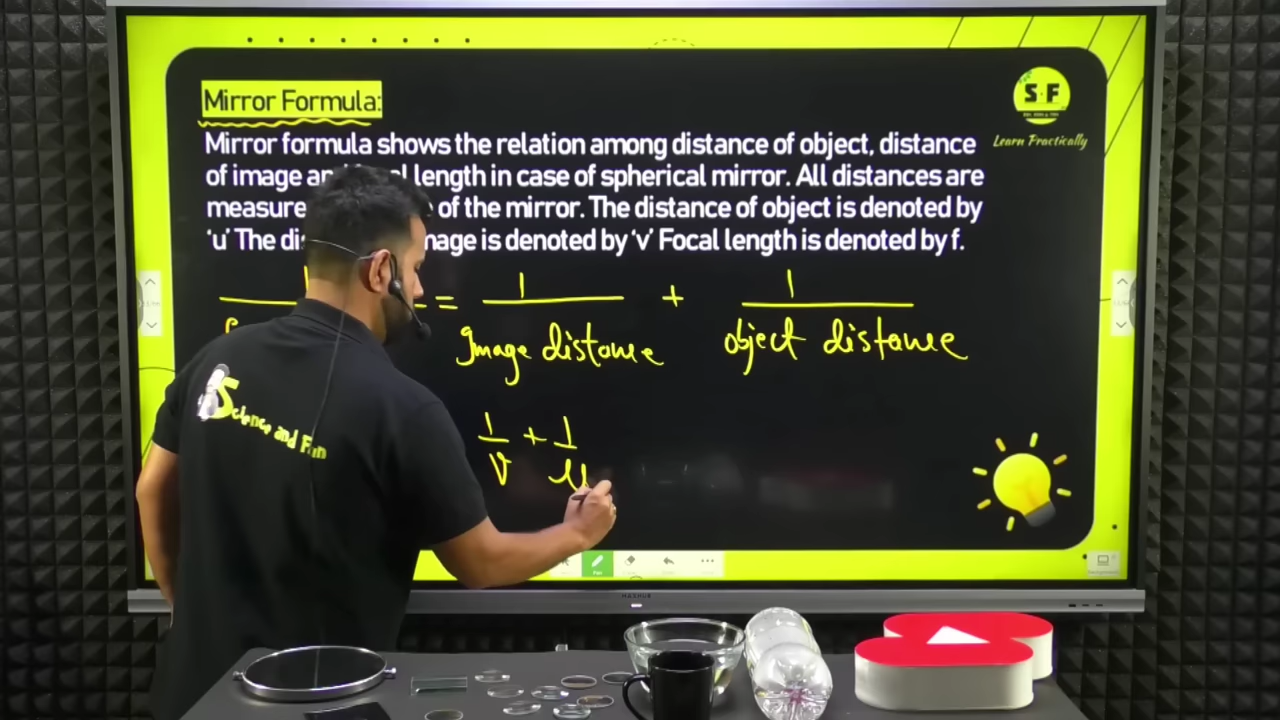 Mirror Formula:
Mirror formula shows the relation among distance of object, distance
of image an l length in case of spherical mirror. All distances are
measure of the mirror. The distance of object is denoted by
'u' The di mage is denoted by 'v' Focal length is denoted by f.
S·F
Learn Practically
1 = 1 + 1
Image distance object distance
1 + 1
v u
Science and Fun
Pen
MAXHUB